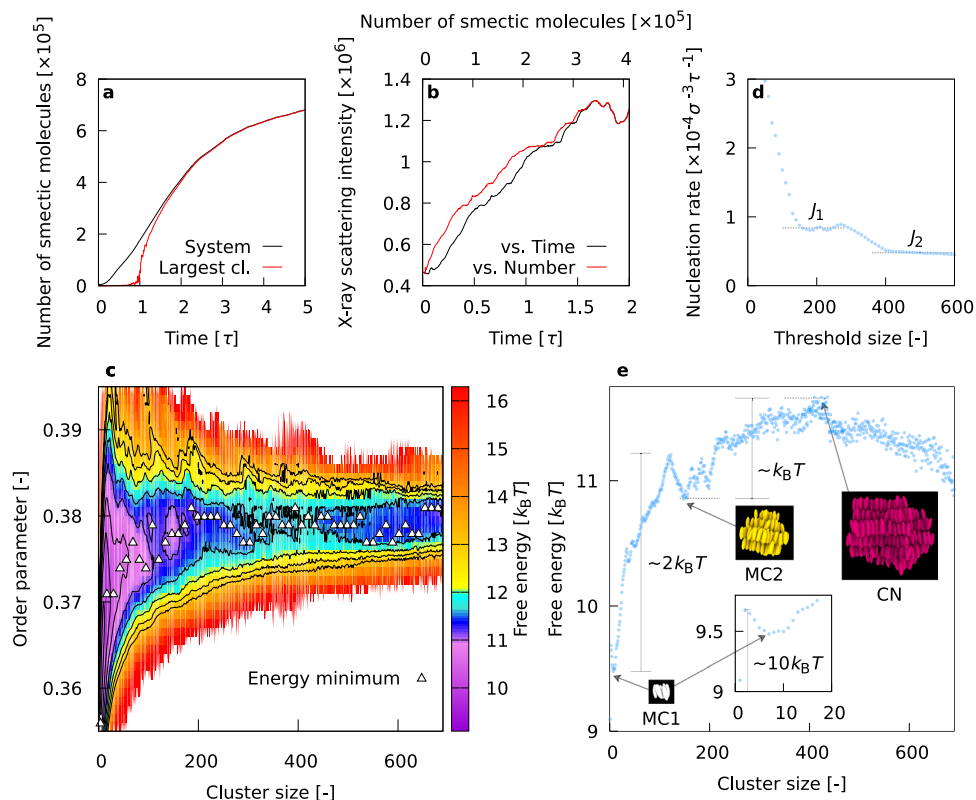 Number of smectic molecules [×10⁵]
0 1 2 3 4
a
Number of smectic molecules [×10⁵]
8
6
4
2
0
System
Largest cl.
0 1 2 3 4 5
Time [τ]
b
X-ray scattering intensity [×10⁶]
1.4
1.2
1
0.8
0.6
0.4
vs. Time
vs. Number
0 0.5 1 1.5 2
Time [τ]
d
Nucleation rate [×10⁻⁴σ⁻³τ⁻¹]
3
2
1
0
J₁
J₂
0 200 400 600
Threshold size [-]
c
Order parameter [-]
0.39
0.38
0.37
0.36
Energy minimum
0 200 400 600
Cluster size [-]
16
15
14
13
12
11
10
Free energy [k_BT]
e
Free energy [k_BT]
11
10
9
~2k_BT
~k_BT
MC2
CN
MC1
9.5
9
~10k_BT
0 10 20
0 200 400 600
Cluster size [-]